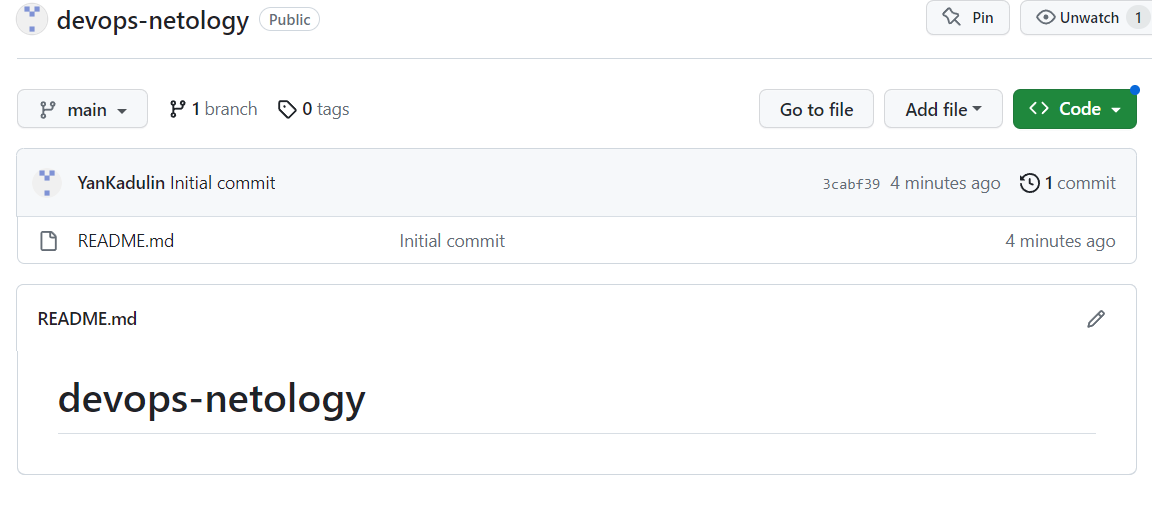 devops-netology Public Pin Unwatch 1
main 1 branch 0 tags Go to file Add file Code
YanKadulin Initial commit 3cabf39 4 minutes ago 1 commit
README.md Initial commit 4 minutes ago
README.md
devops-netology